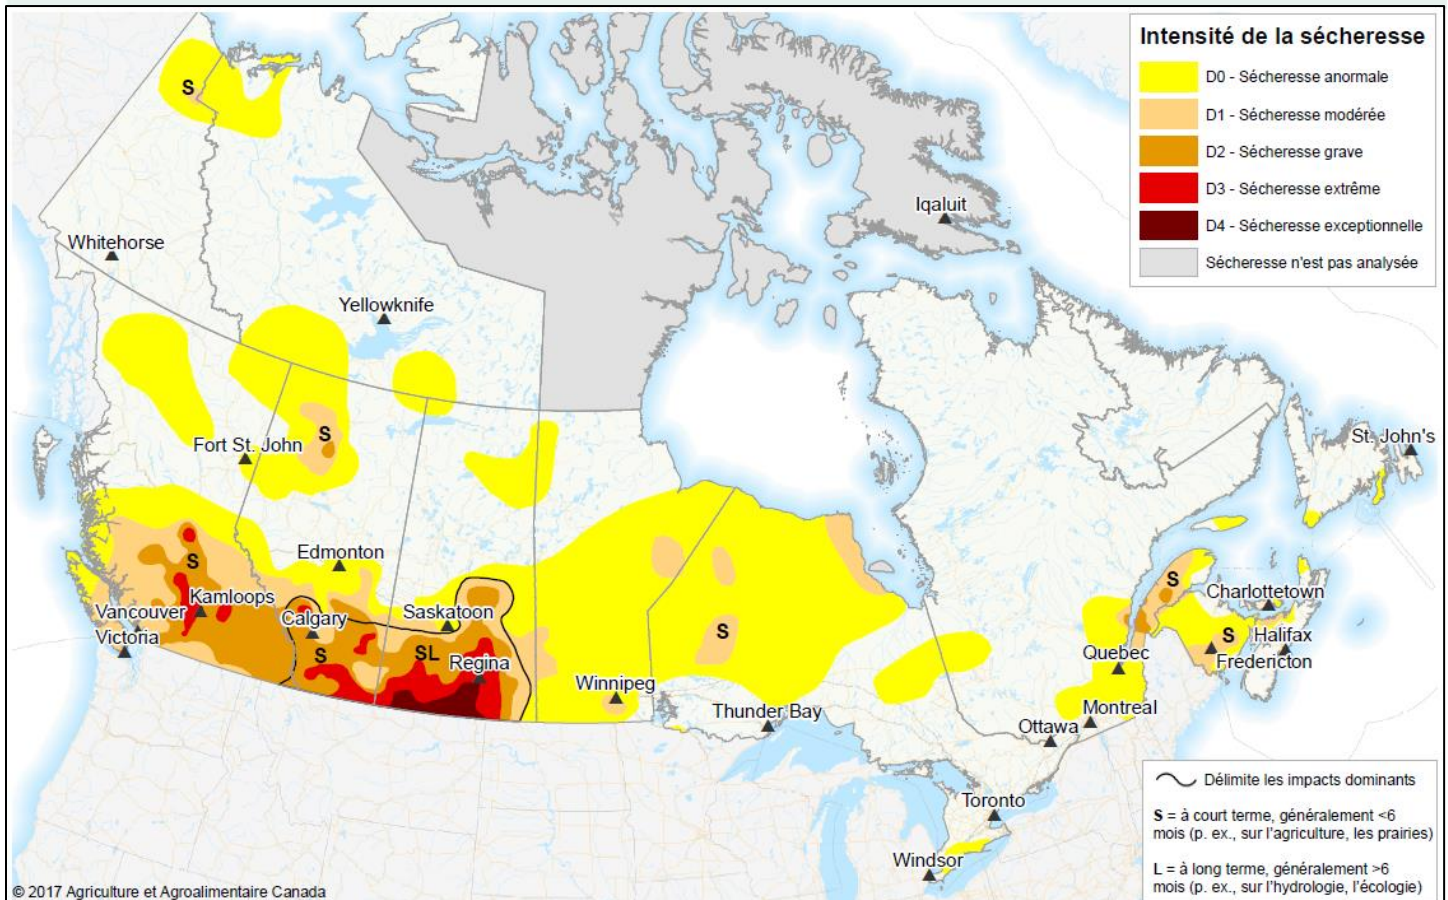 Intensité de la sécheresse
D0 - Sécheresse anormale
D1 - Sécheresse modérée
D2 - Sécheresse grave
D3 - Sécheresse extrême
D4 - Sécheresse exceptionnelle
Sécheresse n'est pas analysée
S
Iqaluit
Whitehorse
Yellowknife
S
Fort St. John
St. John's
Edmonton
S
Kamloops
Vancouver
Victoria
Calgary
Saskatoon
S
SL
Regina
Winnipeg
S
Thunder Bay
S
Charlottetown
S
Halifax
Fredericton
Quebec
Montreal
Ottawa
Toronto
Windsor
Délimite les impacts dominants
S = à court terme, généralement <6
mois (p. ex., sur l'agriculture, les prairies)
L = à long terme, généralement >6
mois (p. ex., sur l'hydrologie, l'écologie)
© 2017 Agriculture et Agroalimentaire Canada